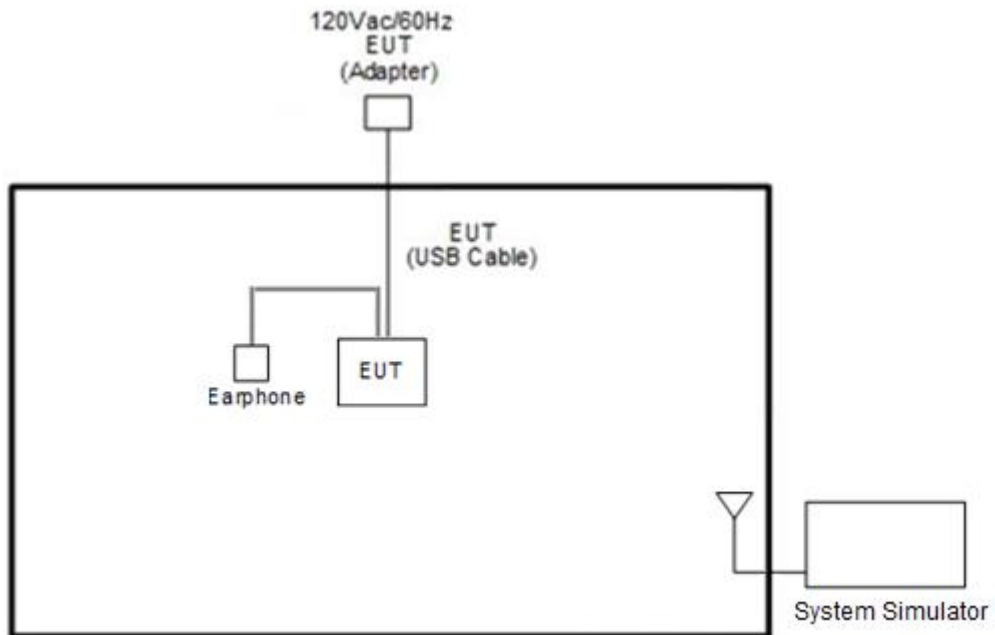 120Vac/60Hz
EUT
(Adapter)
EUT
(USB Cable)
EUT
Earphone
System Simulator